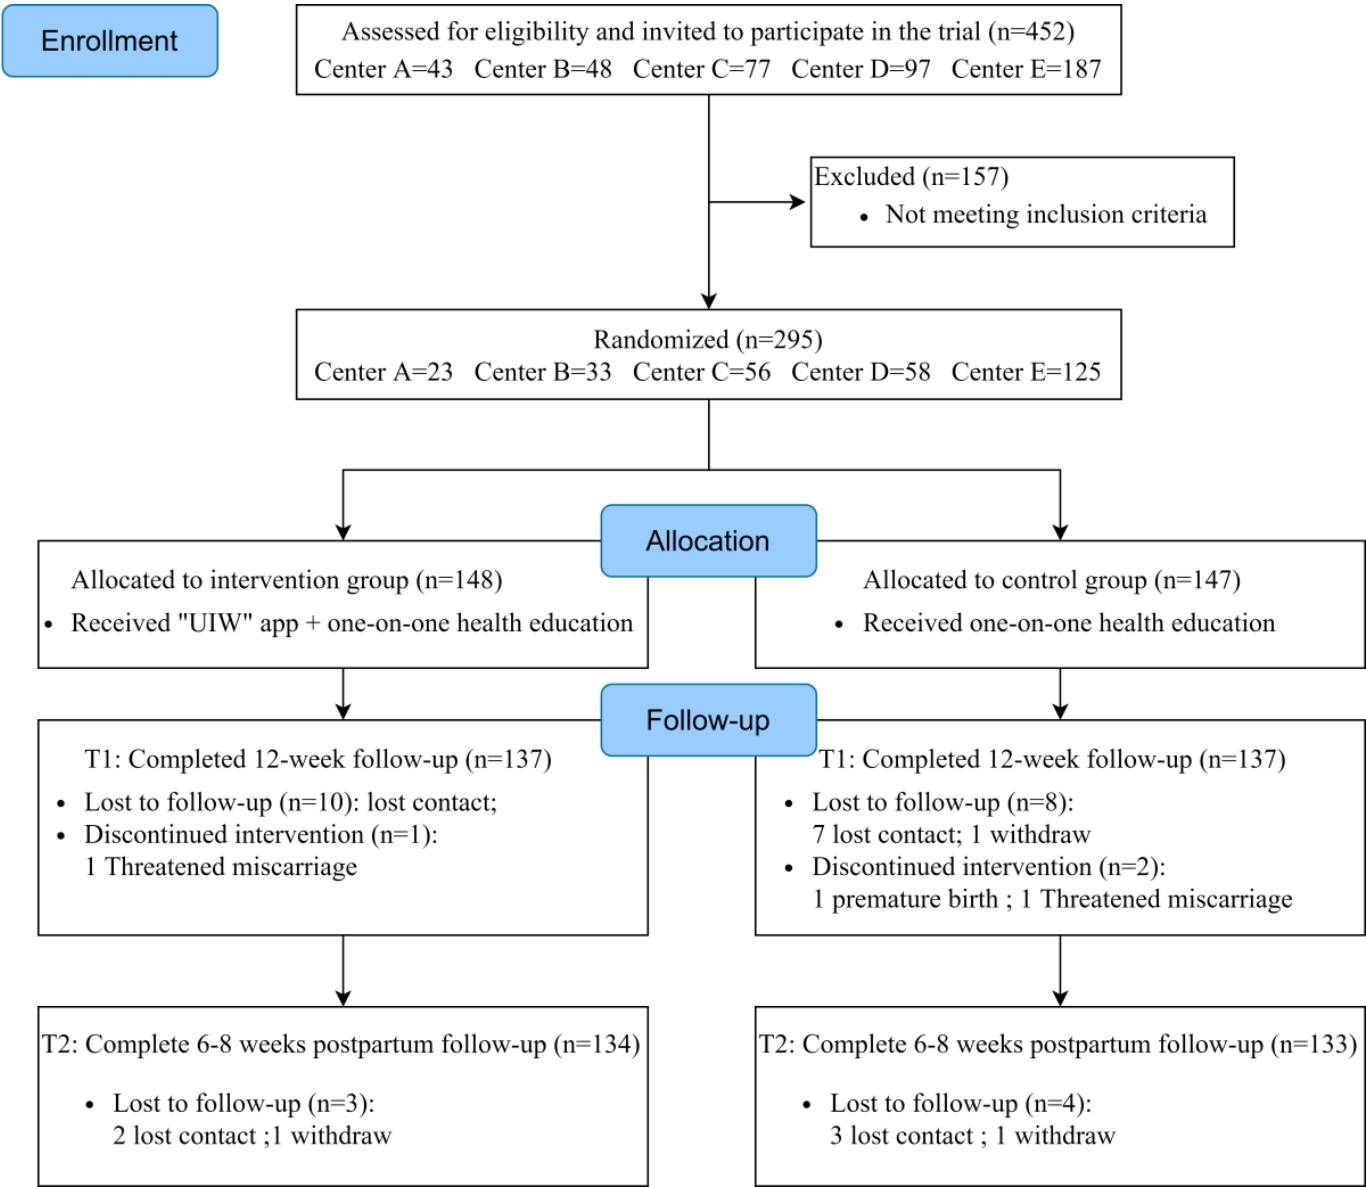 Enrollment
Assessed for eligibility and invited to participate in the trial (n=452)
Center A=43 Center B=48 Center C=77 Center D=97 Center E=187
Excluded (n=157)
• Not meeting inclusion criteria
Randomized (n=295)
Center A=23 Center B=33 Center C=56 Center D=58 Center E=125
Allocation
Allocated to intervention group (n=148)
• Received "UIW" app + one-on-one health education
Allocated to control group (n=147)
• Received one-on-one health education
Follow-up
T1: Completed 12-week follow-up (n=137)
• Lost to follow-up (n=10): lost contact;
• Discontinued intervention (n=1):
1 Threatened miscarriage
T1: Completed 12-week follow-up (n=137)
• Lost to follow-up (n=8):
7 lost contact; 1 withdraw
• Discontinued intervention (n=2):
1 premature birth ; 1 Threatened miscarriage
T2: Complete 6-8 weeks postpartum follow-up (n=134)
• Lost to follow-up (n=3):
2 lost contact ;1 withdraw
T2: Complete 6-8 weeks postpartum follow-up (n=133)
• Lost to follow-up (n=4):
3 lost contact ; 1 withdraw